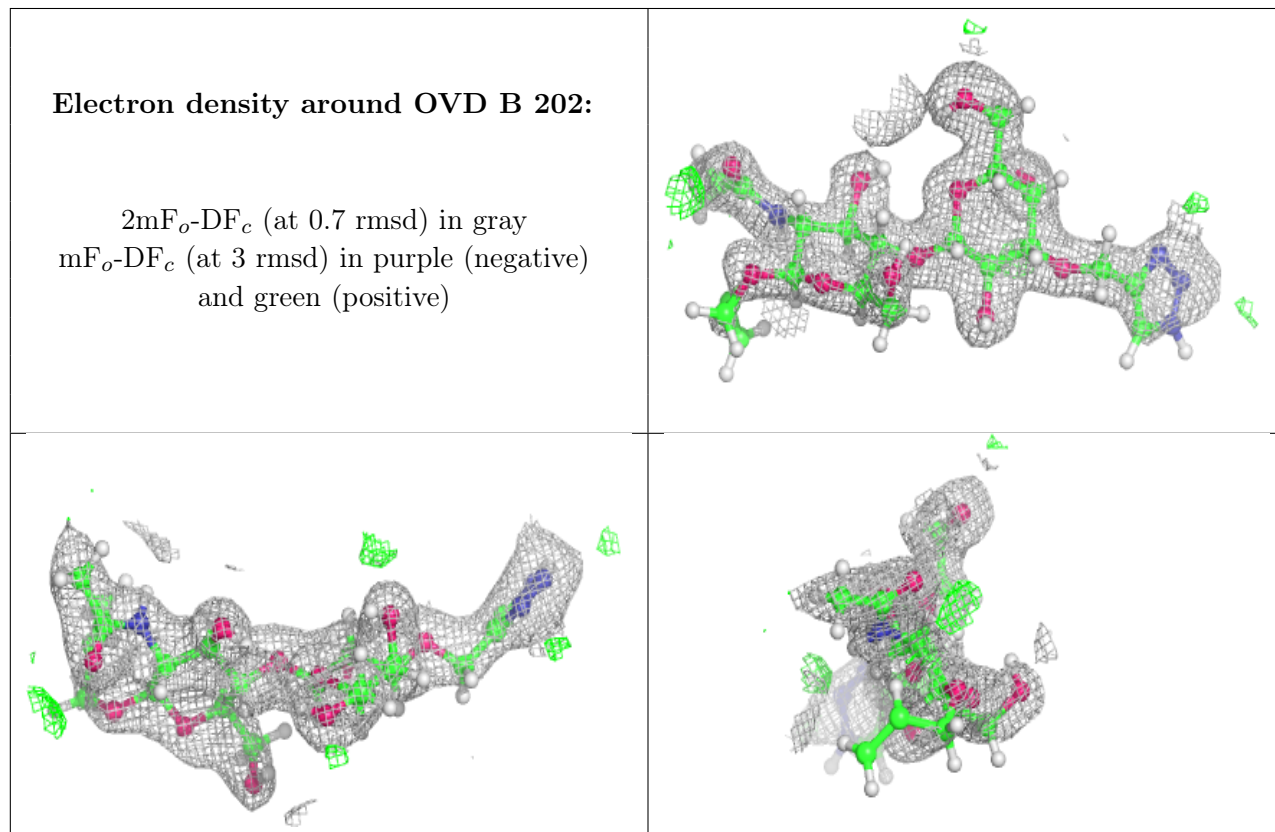 Electron density around OVD B 202:
2mFo-DFc (at 0.7 rmsd) in gray
mFo-DFc (at 3 rmsd) in purple (negative)
and green (positive)